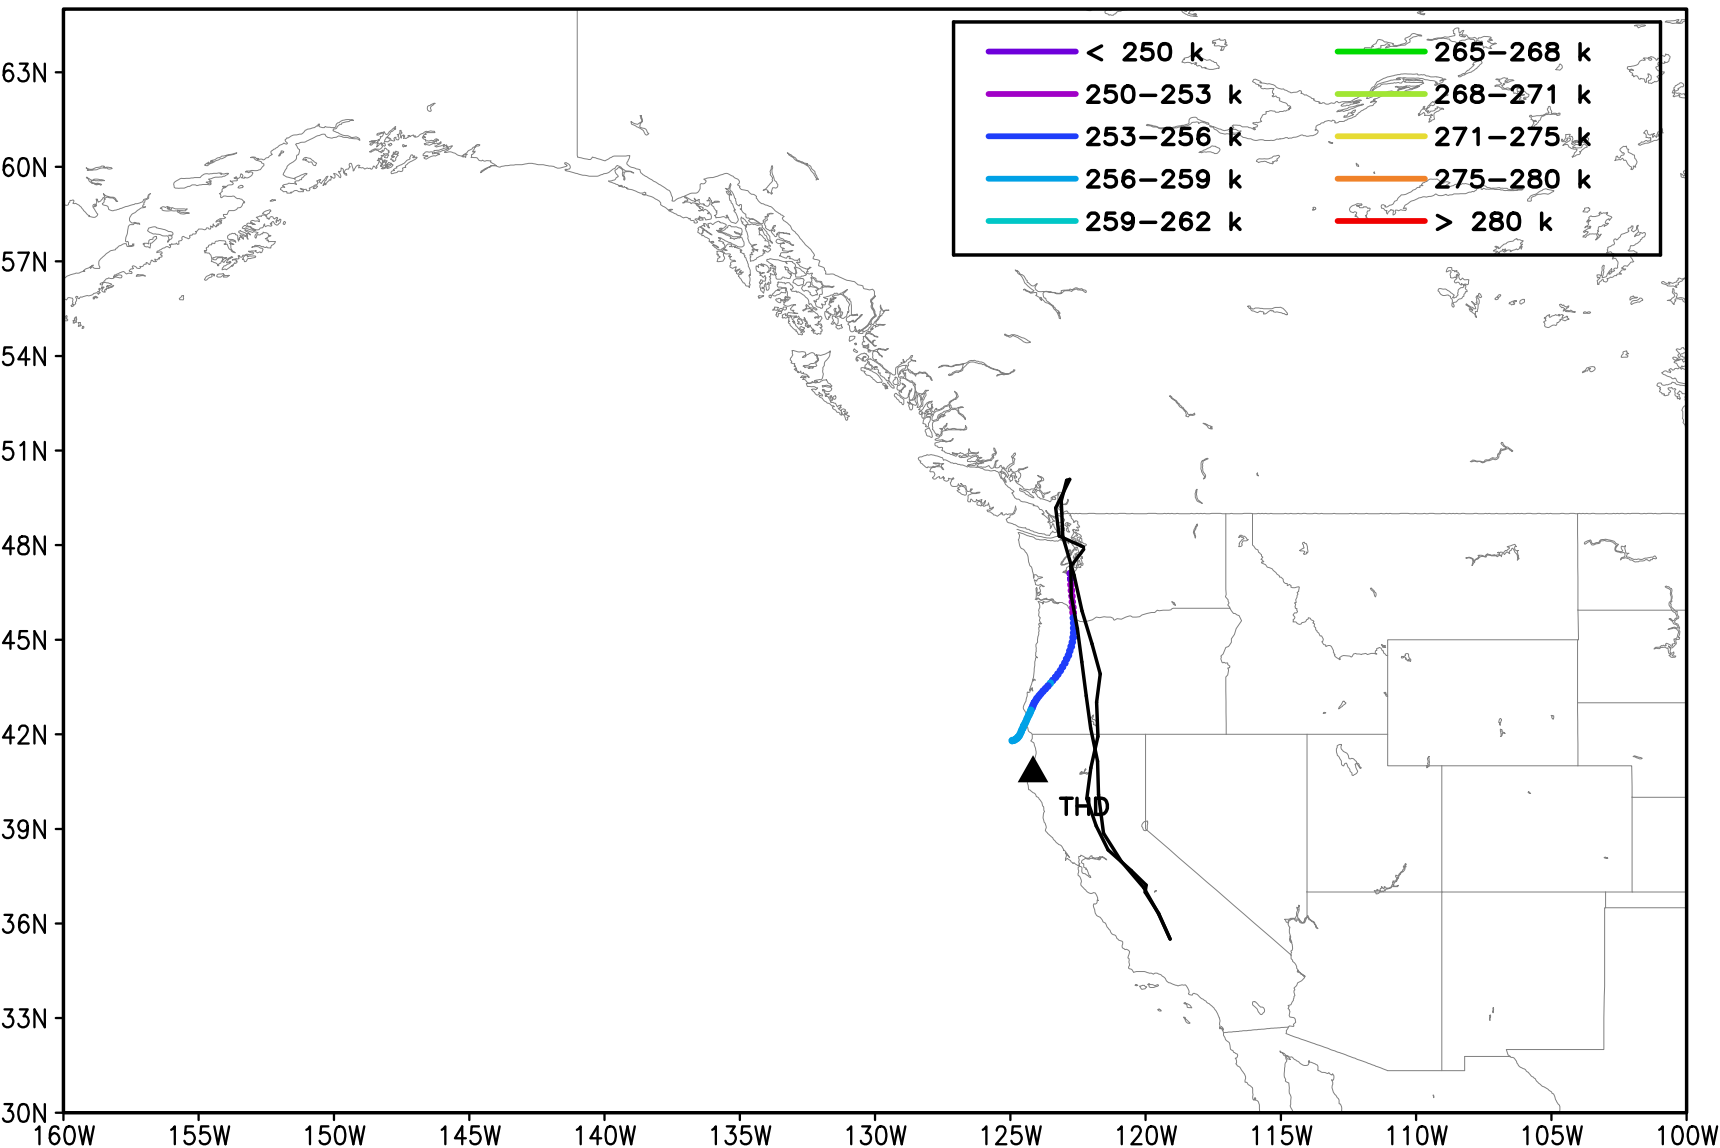 < 250 k
265-268 k
250-253 k
268-271 k
253-256 k
271-275 k
256-259 k
275-280 k
259-262 k
> 280 k
63N
60N
57N
54N
51N
48N
45N
42N
39N
36N
33N
30N
THD
160W 155W 150W 145W 140W 135W 130W 125W 120W 115W 110W 105W 100W